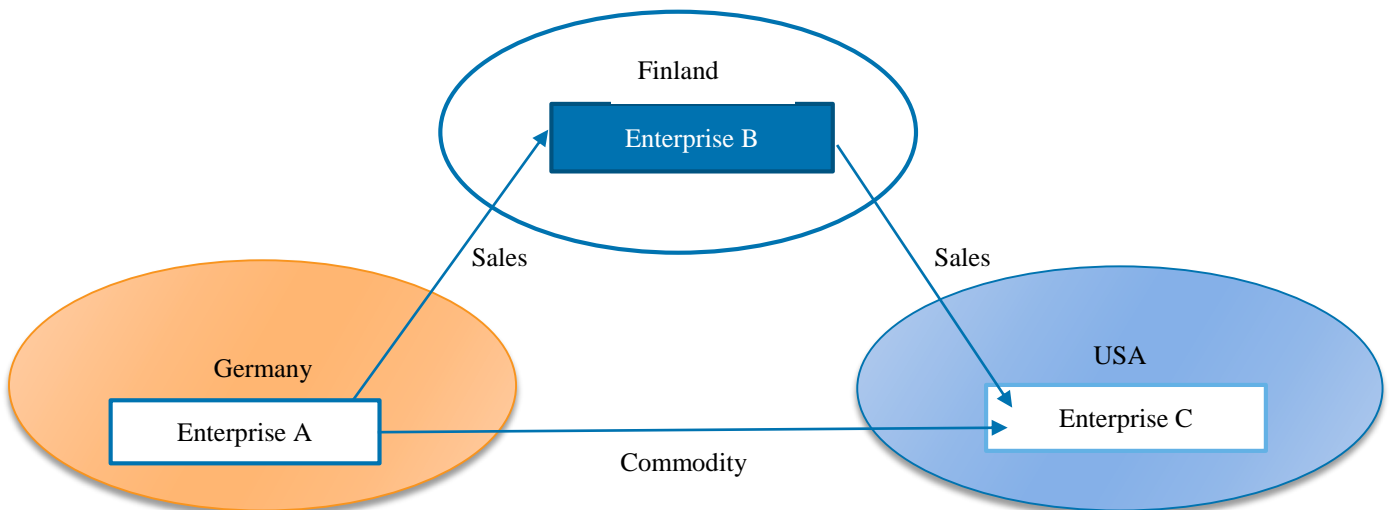 Finland
Enterprise B
Sales
Sales
Germany
USA
Enterprise A
Enterprise C
Commodity